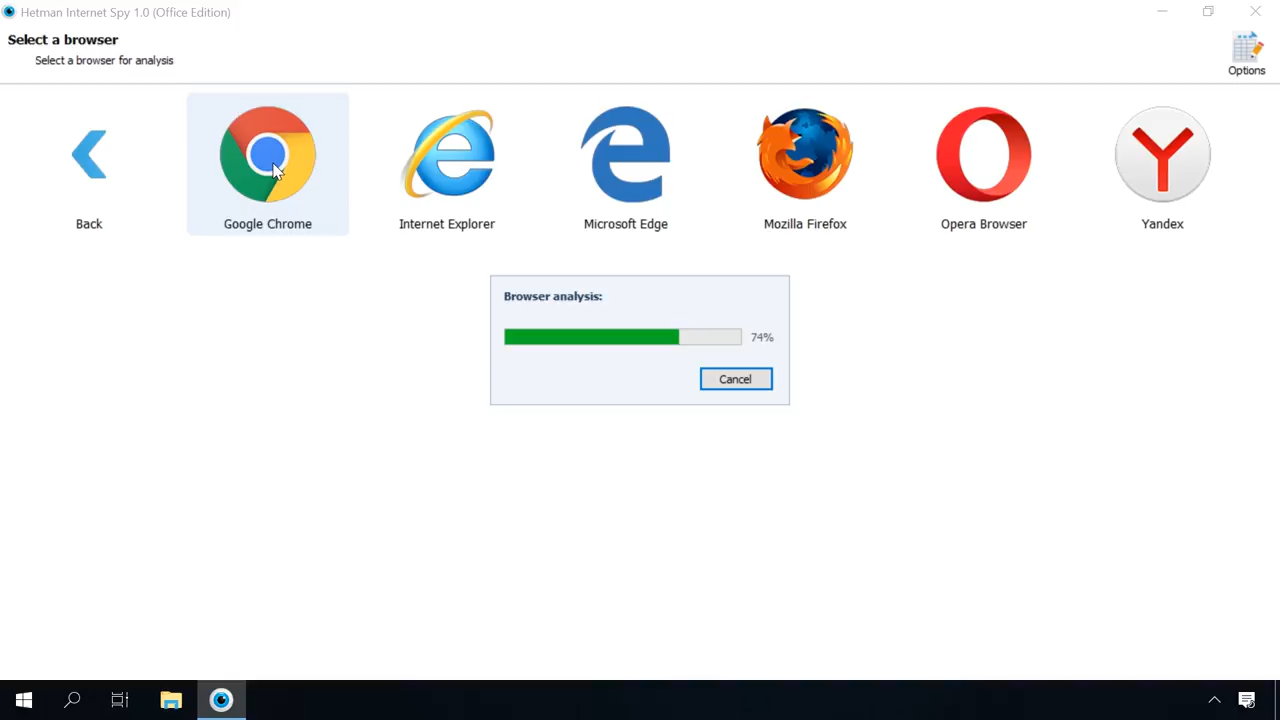 Hetman Internet Spy 1.0 (Office Edition)
Select a browser
Select a browser for analysis
Options
Back
Google Chrome
Internet Explorer
Microsoft Edge
Mozilla Firefox
Opera Browser
Yandex
Browser analysis:
74%
Cancel